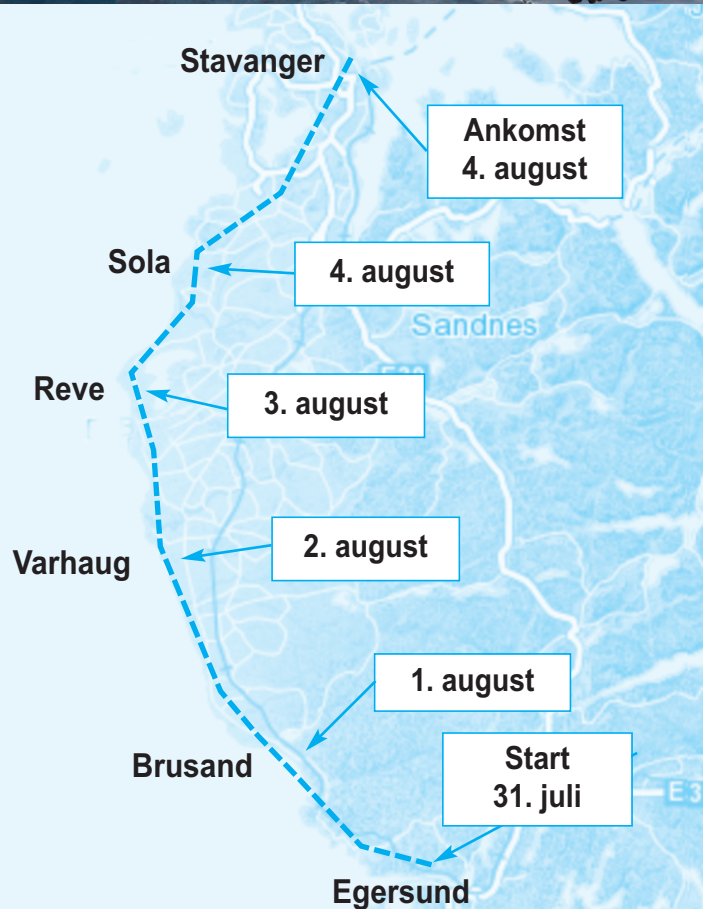 Stavanger
Ankomst
4. august
Sola
4. august
Sandnes
Reve
3. august
Varhaug
2. august
1. august
Brusand
Start
31. juli
E 3
Egersund